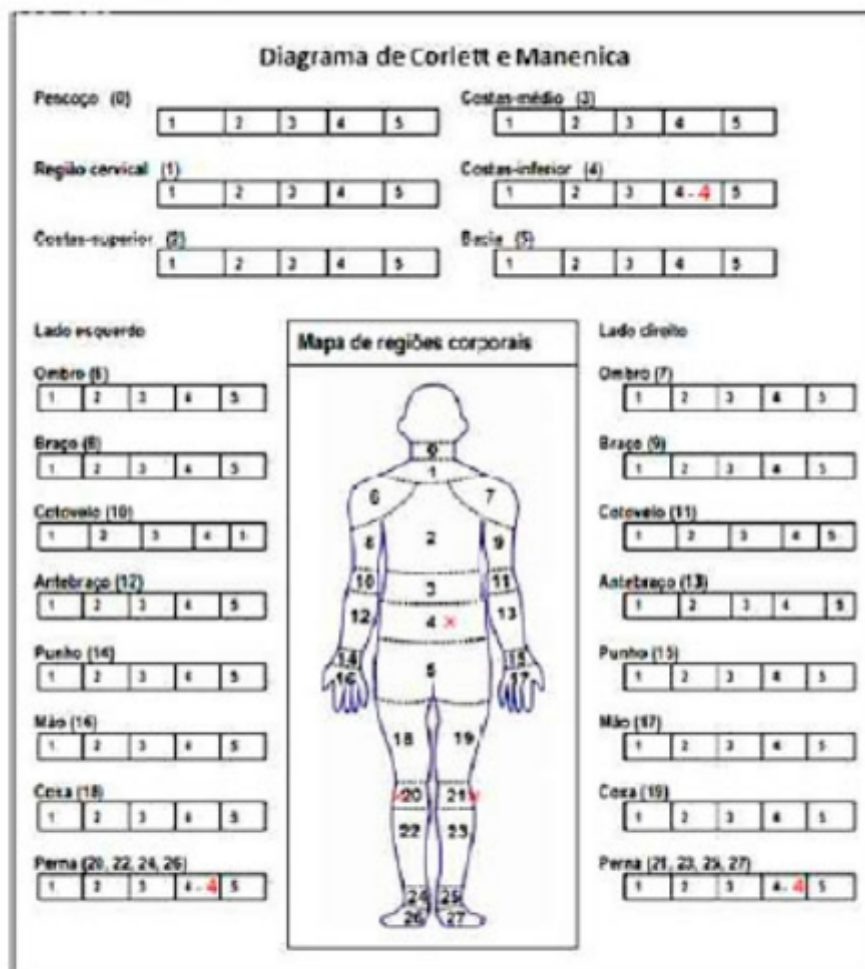 Diagrama de Corlett e Manenica
Pescoço (0)
1 2 3 4 5
Costas-médio (3)
1 2 3 4 5
Região cervical (1)
1 2 3 4 5
Costas-inferior (4)
1 2 3 4 - 4 5
Costas-superior (2)
1 2 3 4 5
Bacia (5)
1 2 3 4 5
Lado esquerdo
Ombro (6)
1 2 3 4 5
Braço (8)
1 2 3 4 5
Cotovelo (10)
1 2 3 4 5
Antebraço (12)
1 2 3 4 5
Punho (14)
1 2 3 4 5
Mão (16)
1 2 3 4 5
Coxa (18)
1 2 3 4 5
Perna (20, 22, 24, 26)
1 2 3 4 - 4 5
Mapa de regiões corporais
0
1
6 7
2
8 9
10 3 11
12 4 × 13
14 15
16 5 17
18 19
× 20 21 ×
22 23
24 25
26 27
Lado direito
Ombro (7)
1 2 3 4 5
Braço (9)
1 2 3 4 5
Cotovelo (11)
1 2 3 4 5
Antebraço (13)
1 2 3 4 5
Punho (15)
1 2 3 4 5
Mão (17)
1 2 3 4 5
Coxa (19)
1 2 3 4 5
Perna (21, 23, 25, 27)
1 2 3 4 - 4 5